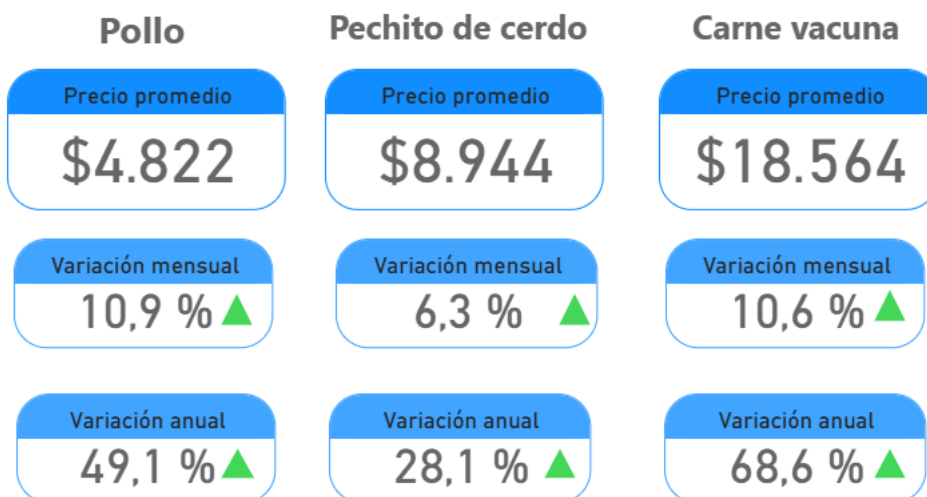 Pollo
Precio promedio
$4.822
Variación mensual
10,9 %
Variación anual
49,1 %
Pechito de cerdo
Precio promedio
$8.944
Variación mensual
6,3 %
Variación anual
28,1 %
Carne vacuna
Precio promedio
$18.564
Variación mensual
10,6 %
Variación anual
68,6 %